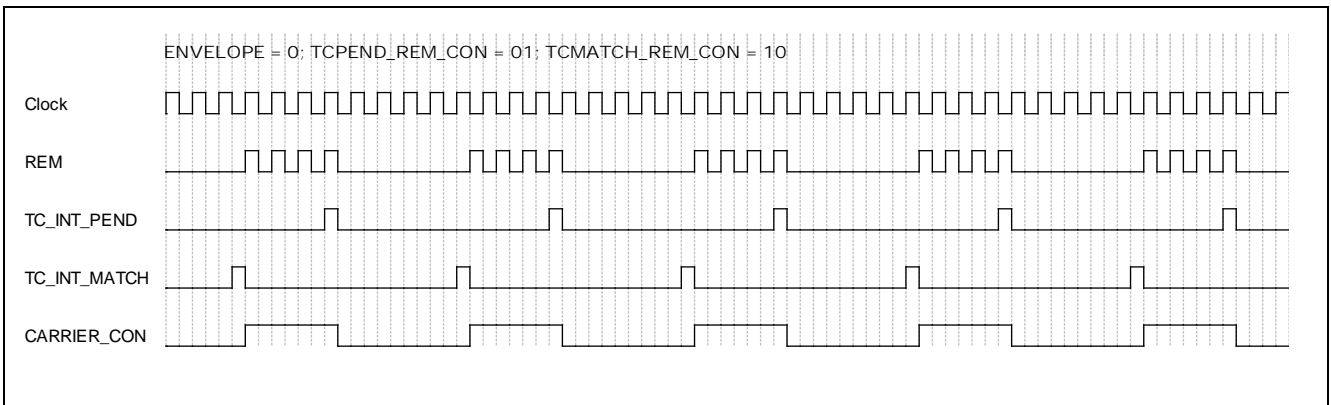 ENVELOPE = 0; TCPEND_REM_CON = 01; TCMATCH_REM_CON = 10
Clock
REM
TC_INT_PEND
TC_INT_MATCH
CARRIER_CON